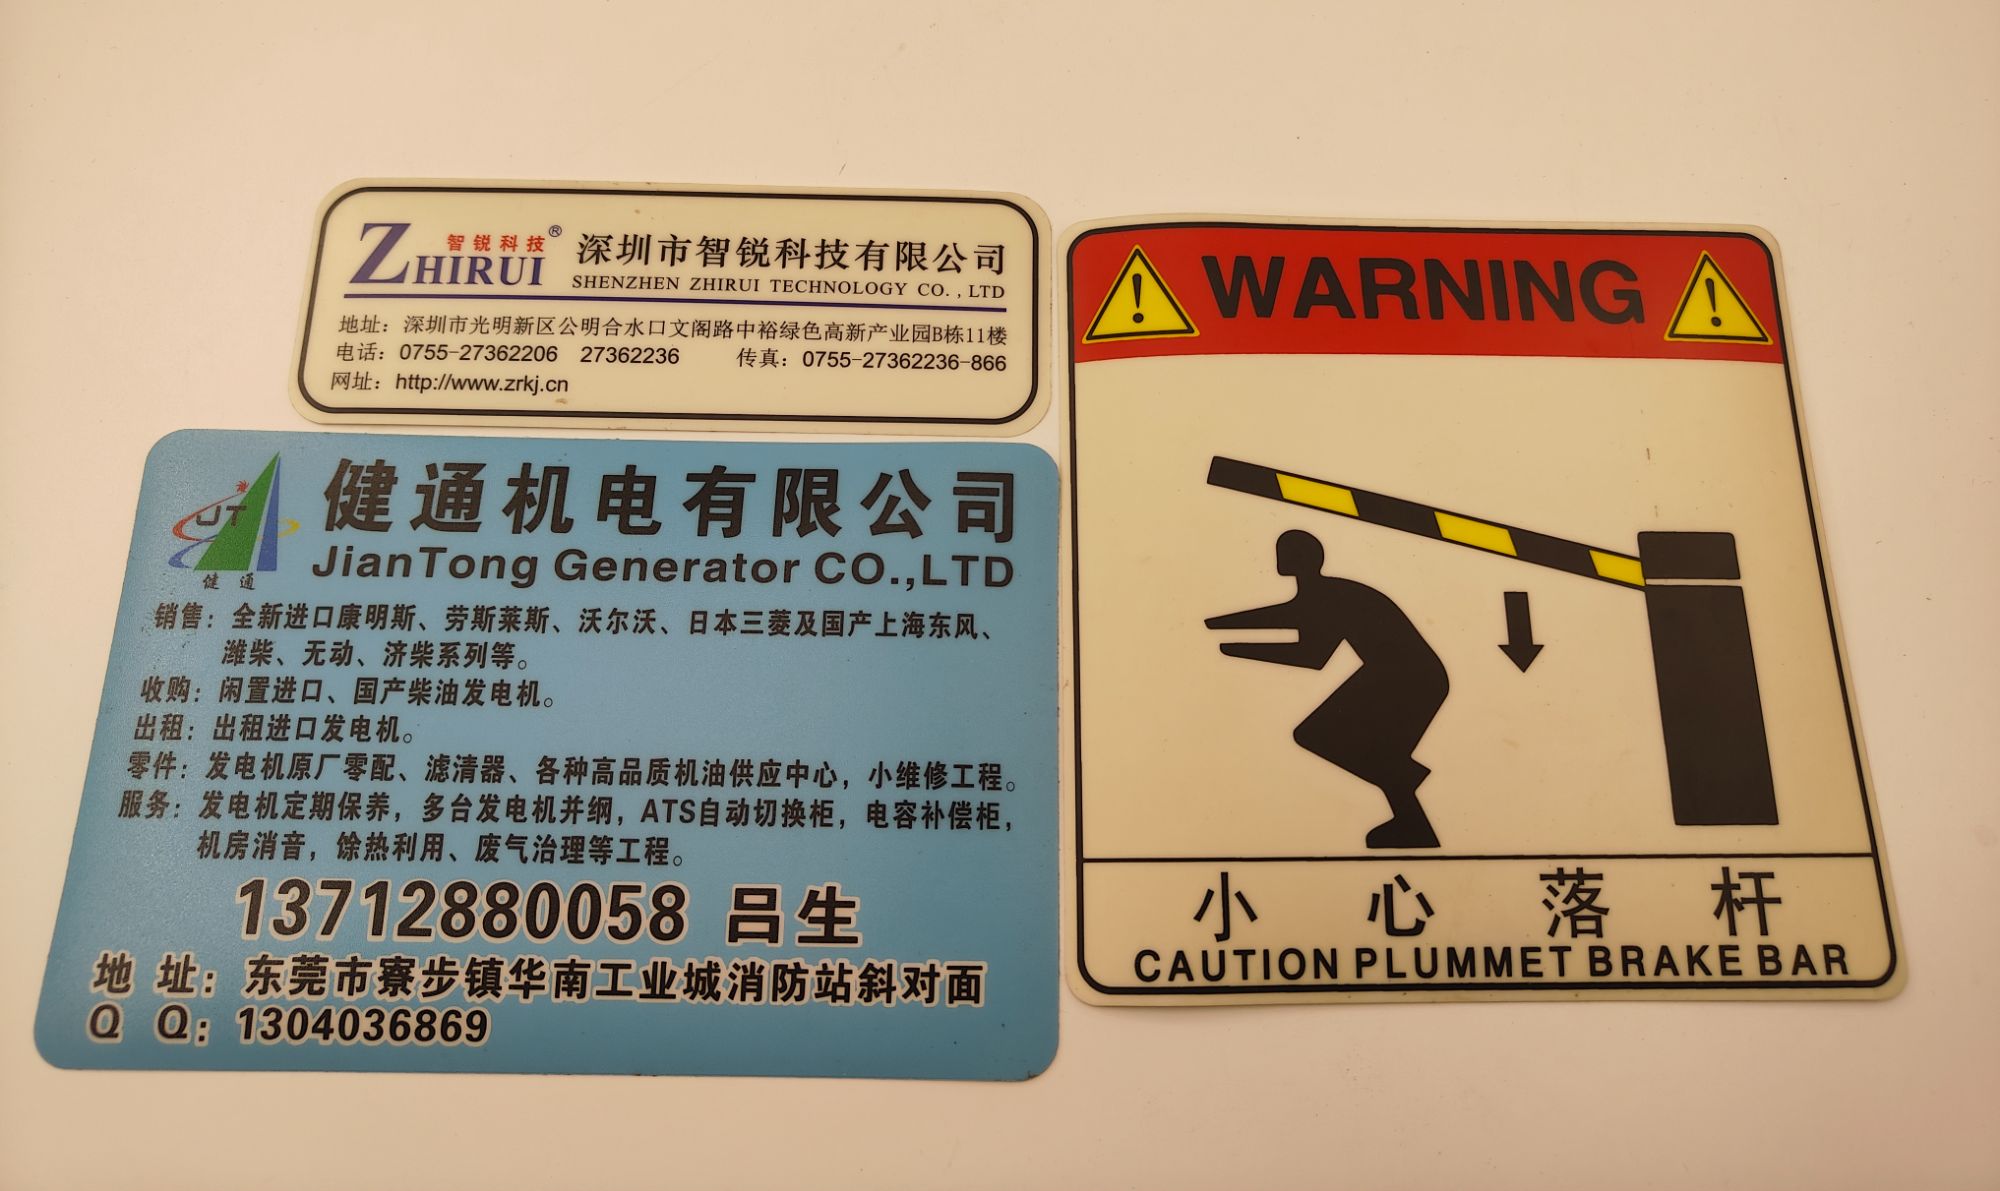 智锐科技®
ZHIRUI
深圳市智锐科技有限公司
SHENZHEN ZHIRUI TECHNOLOGY CO.,LTD
地址：深圳市光明新区公明合水口文阁路中裕绿色高新产业园B栋11楼
电话：0755-27362206 27362236 传真：0755-27362236-866
网址：http://www.zrkj.cn
JT
健通
健通机电有限公司
JianTong Generator CO.,LTD
销售：全新进口康明斯、劳斯莱斯、沃尔沃、日本三菱及国产上海东风、
潍柴、无动、济柴系列等。
收购：闲置进口、国产柴油发电机。
出租：出租进口发电机。
零件：发电机原厂零配、滤清器、各种高品质机油供应中心，小维修工程。
服务：发电机定期保养，多台发电机并纲，ATS自动切换柜，电容补偿柜，
机房消音，馀热利用、废气治理等工程。
13712880058 吕生
地 址：东莞市寮步镇华南工业城消防站斜对面
Q Q：1304036869
! WARNING !
小心落杆
CAUTION PLUMMET BRAKE BAR